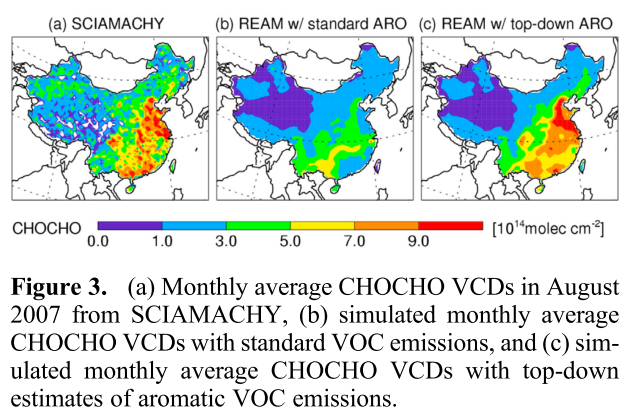 (a) SCIAMACHY (b) REAM w/ standard ARO (c) REAM w/ top-down ARO
CHOCHO [10¹⁴molec cm⁻²]
0.0 1.0 3.0 5.0 7.0 9.0
Figure 3. (a) Monthly average CHOCHO VCDs in August
2007 from SCIAMACHY, (b) simulated monthly average
CHOCHO VCDs with standard VOC emissions, and (c) sim-
ulated monthly average CHOCHO VCDs with top-down
estimates of aromatic VOC emissions.